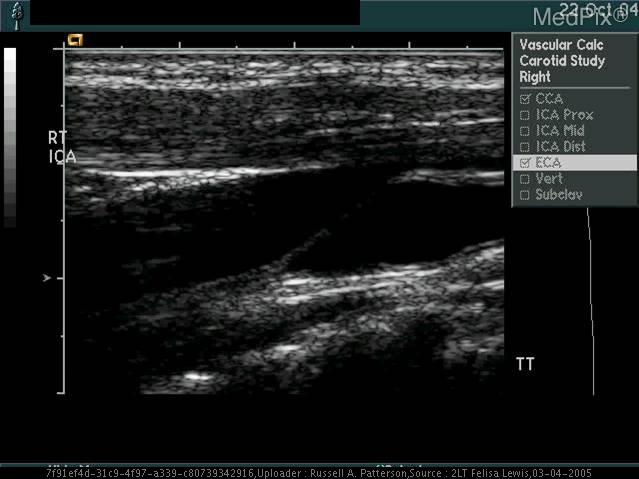 22 Oct 04
MedPix®
Vascular Calc
Carotid Study
Right
CCA
ICA Prox
ICA Mid
ICA Dist
ECA
Vert
Subclav
RT
ICA
TT
7f91ef4d-31c9-4f97-a339-c80739342916,Uploader : Russell A. Patterson,Source : 2LT Felisa Lewis,03-04-2005